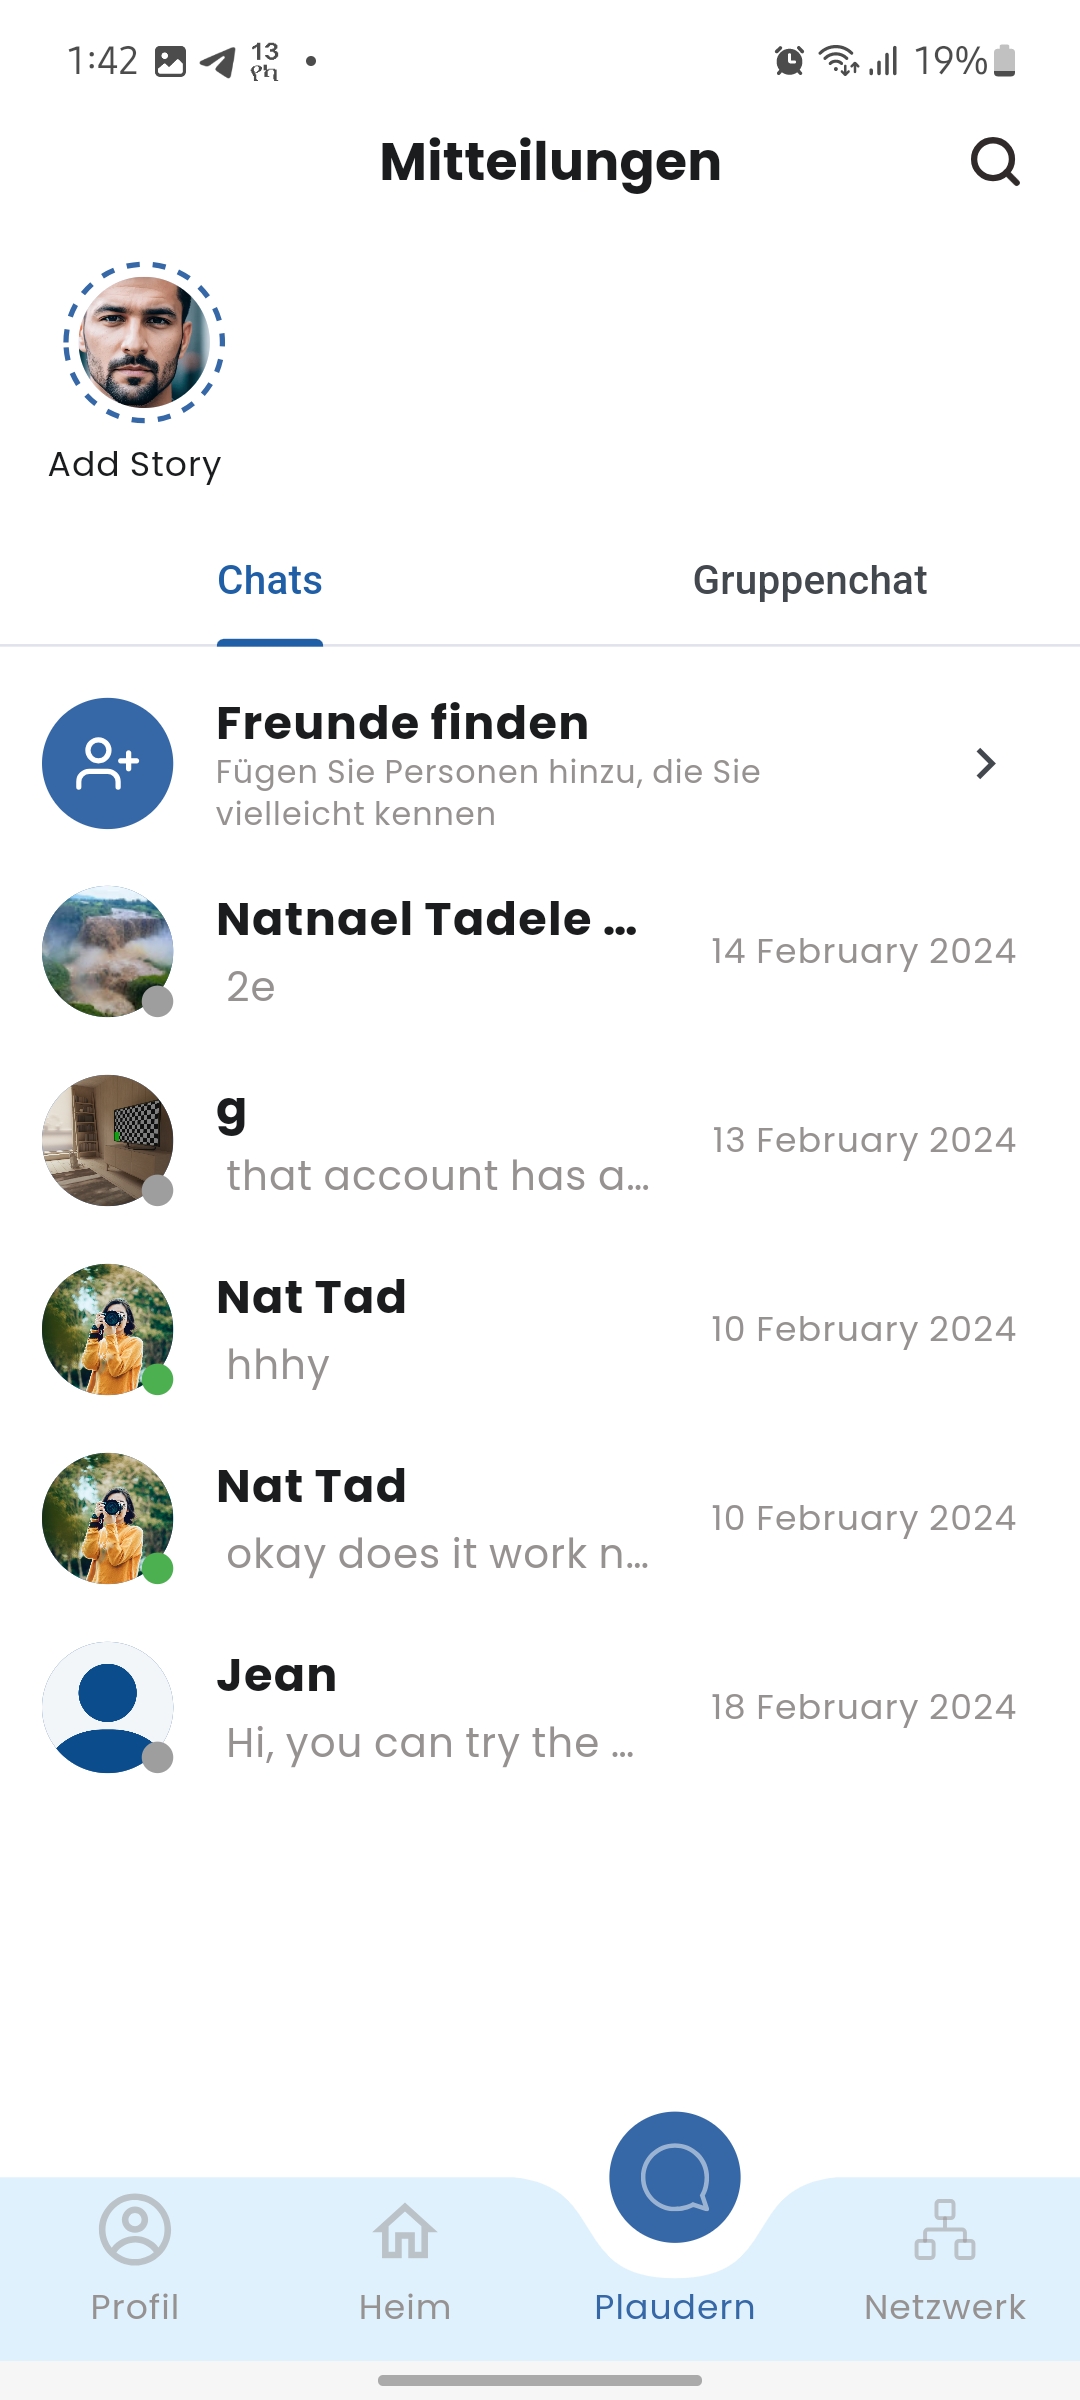 1:42
13
የካ
19%
Mitteilungen
Add Story
Chats
Gruppenchat
Freunde finden
Fügen Sie Personen hinzu, die Sie
vielleicht kennen
Natnael Tadele ...
14 February 2024
2e
g
13 February 2024
that account has a...
Nat Tad
10 February 2024
hhhy
Nat Tad
10 February 2024
okay does it work n...
Jean
18 February 2024
Hi, you can try the ...
Profil
Heim
Plaudern
Netzwerk